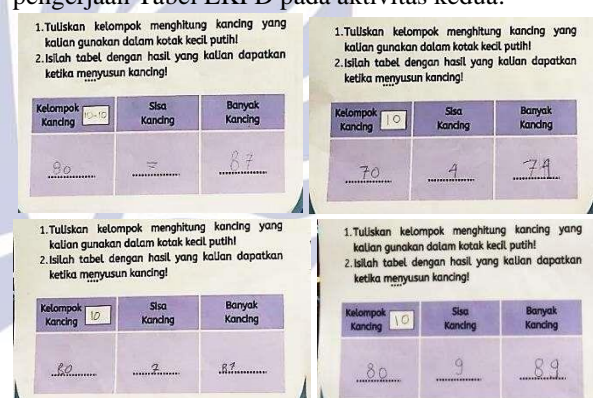 pengerjaan Tabel LKPD pada aktivitas kedua.
1.Tuliskan kelompok menghitung kancing yang
kalian gunakan dalam kotak kecil putih!
2.Isilah tabel dengan hasil yang kalian dapatkan
ketika menyusun kancing!
Kelompok Kancing 10-10 Sisa Kancing Banyak Kancing
80 7 87
1.Tuliskan kelompok menghitung kancing yang
kalian gunakan dalam kotak kecil putih!
2.Isilah tabel dengan hasil yang kalian dapatkan
ketika menyusun kancing!
Kelompok Kancing 10 Sisa Kancing Banyak Kancing
70 4 74
1.Tuliskan kelompok menghitung kancing yang
kalian gunakan dalam kotak kecil putih!
2.Isilah tabel dengan hasil yang kalian dapatkan
ketika menyusun kancing!
Kelompok Kancing 10 Sisa Kancing Banyak Kancing
80 7 87
1.Tuliskan kelompok menghitung kancing yang
kalian gunakan dalam kotak kecil putih!
2.Isilah tabel dengan hasil yang kalian dapatkan
ketika menyusun kancing!
Kelompok Kancing 10 Sisa Kancing Banyak Kancing
80 9 89